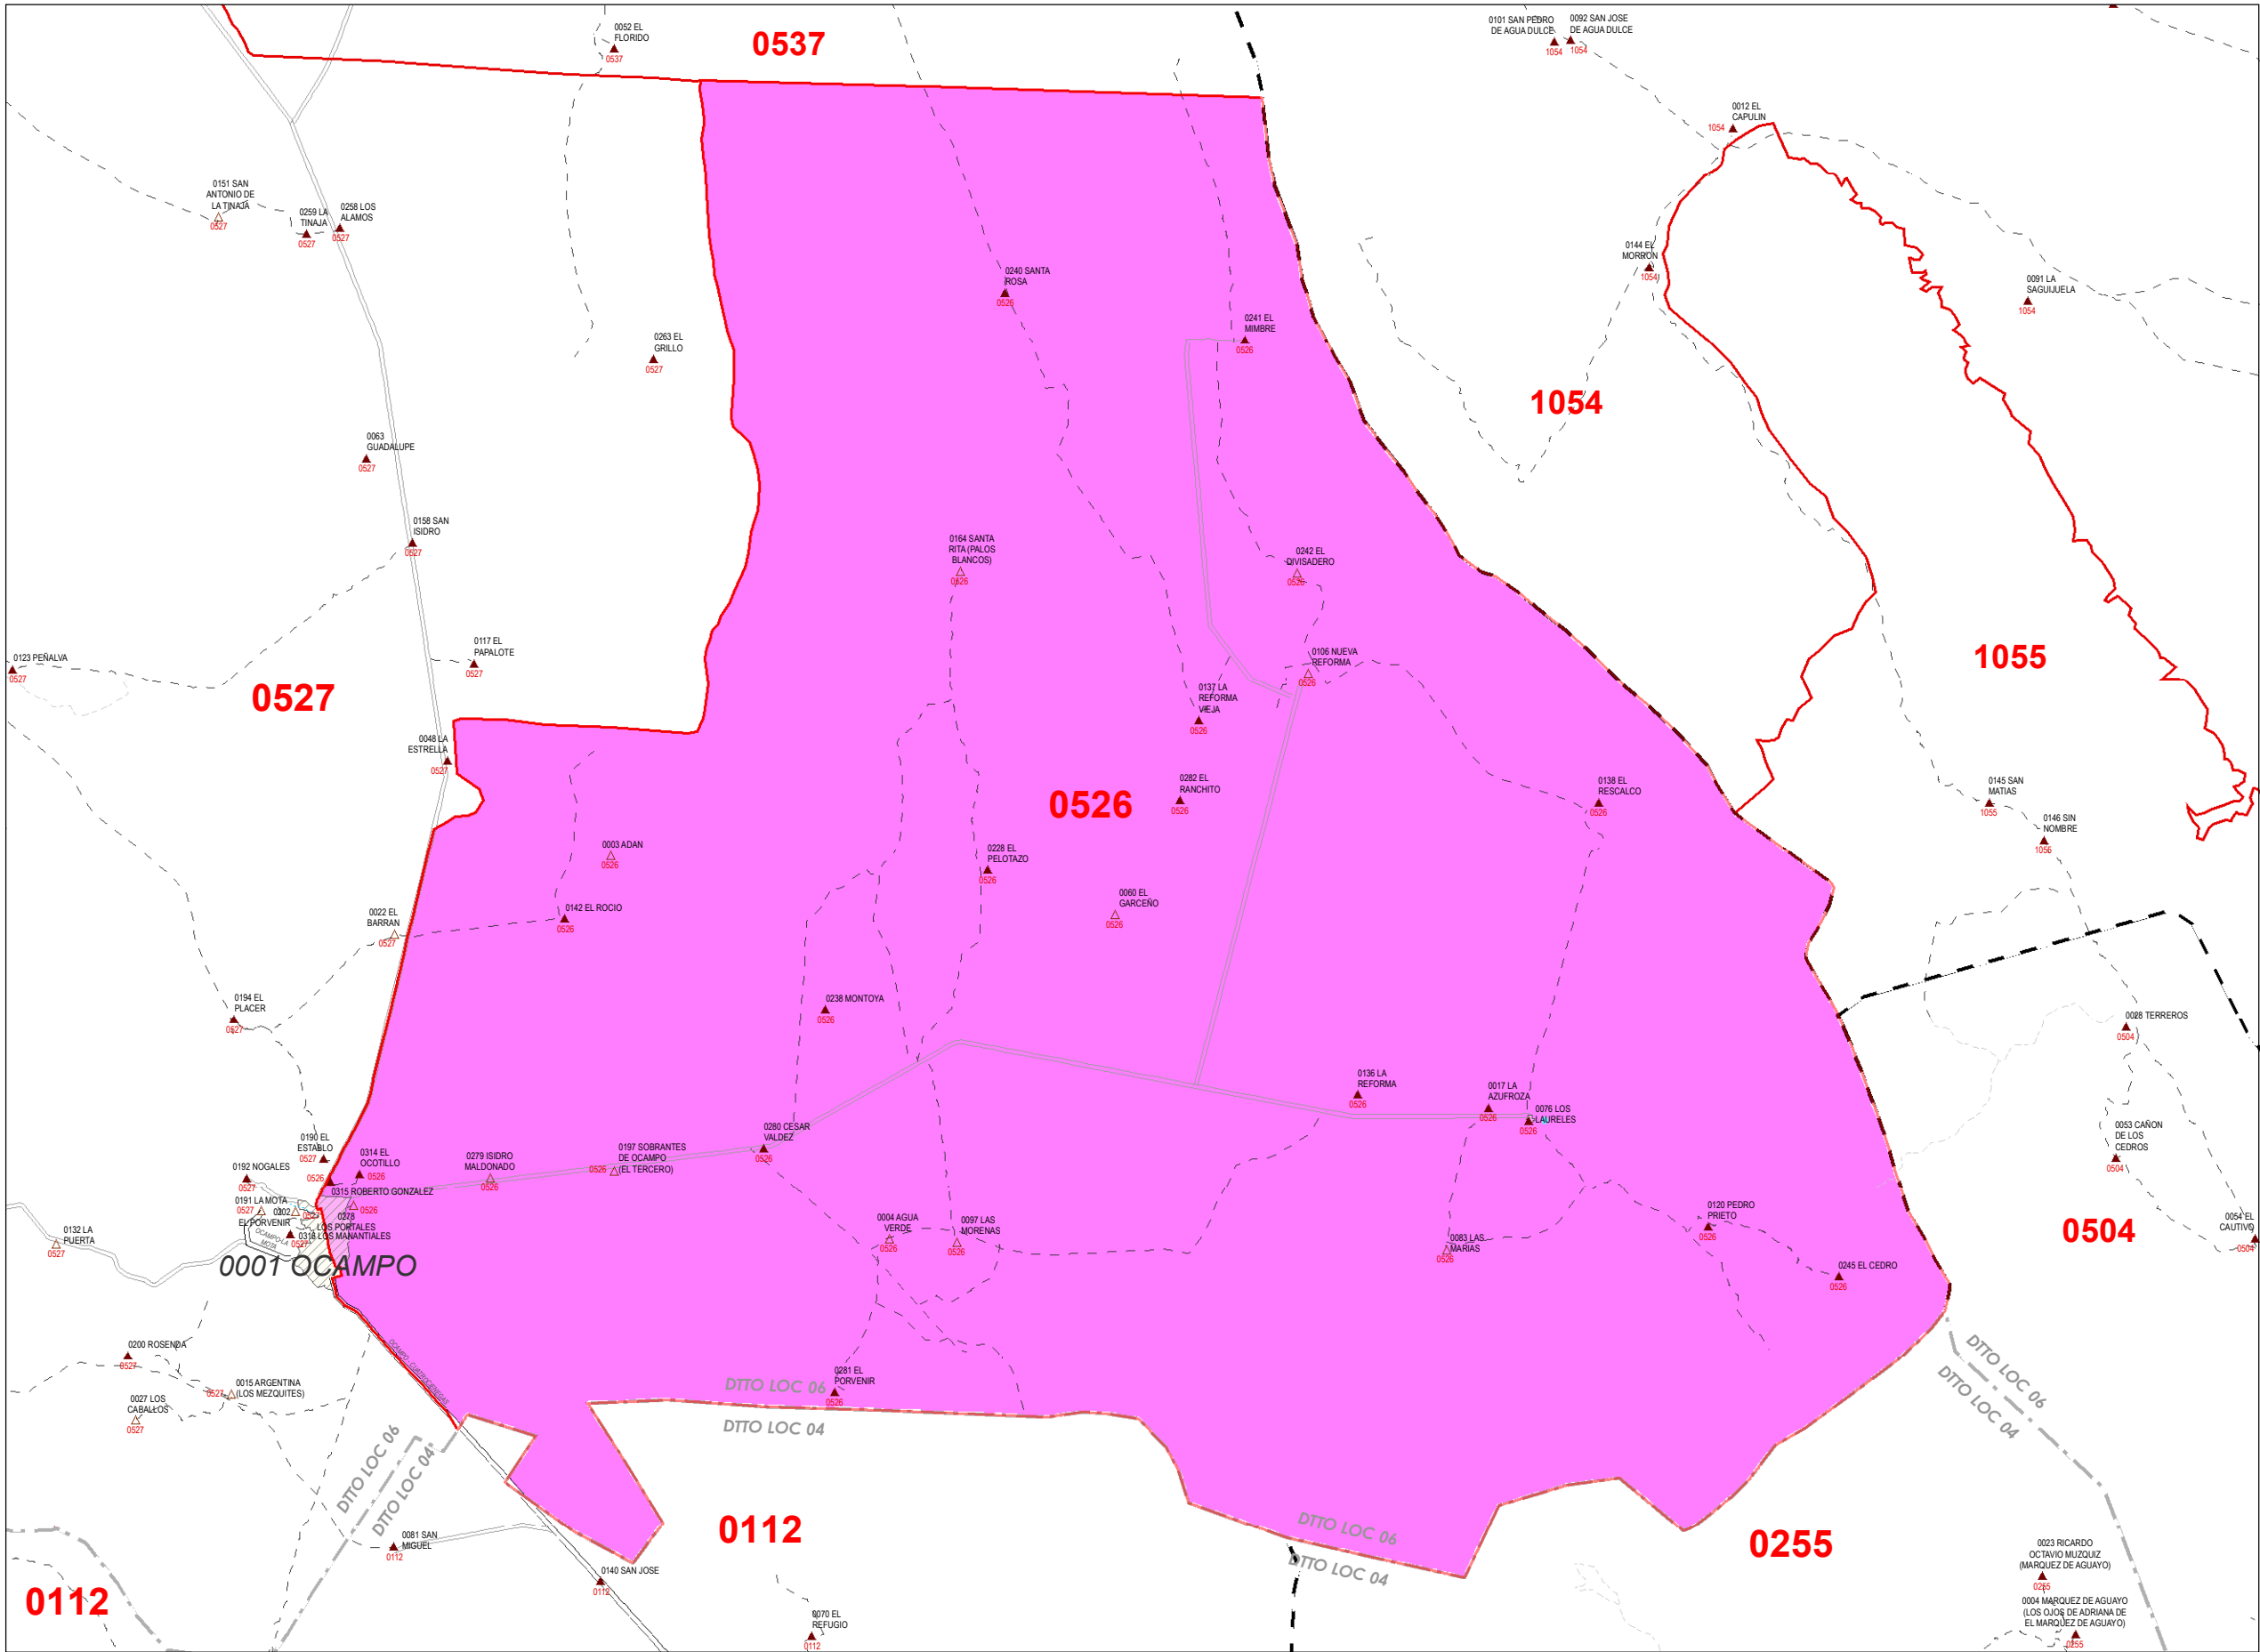 0052 EL
FLORIDO
0537
0537
0101 SAN PEDRO
DE AGUA DULCE
1054
0092 SAN JOSE
DE AGUA DULCE
1054
0012 EL
CAPULIN
1054
0151 SAN
ANTONIO DE
LA TINAJA
0527
0259 LA
TINAJA
0527
0258 LOS
ALAMOS
0527
0144 EL
MORRON
1054
0240 SANTA
ROSA
0526
0091 LA
SAGUIJUELA
1054
0241 EL
MIMBRE
0526
0263 EL
GRILLO
0527
1054
0063
GUADALUPE
0527
0158 SAN
ISIDRO
0527
0164 SANTA
RITA (PALOS
BLANCOS)
0526
0242 EL
DIVISADERO
0526
0117 EL
PAPALOTE
0527
0123 PEÑALVA
0527
0106 NUEVA
REFORMA
0526
1055
0527
0137 LA
REFORMA
VIEJA
0526
0048 LA
ESTRELLA
0527
0282 EL
RANCHITO
0526
0526
0138 EL
RESCALCO
0526
0145 SAN
MATIAS
1055
0146 SIN
NOMBRE
1055
0003 ADAN
0526
0228 EL
PELOTAZO
0526
0060 EL
GARCEÑO
0526
0022 EL
BARRAN
0527
0142 EL ROCIO
0526
0194 EL
PLACER
0527
0238 MONTOYA
0526
0028 TERREROS
0504
0136 LA
REFORMA
0526
0017 LA
AZUFROZA
0526
0076 LOS
LAURELES
0526
0053 CAÑON
DE LOS
CEDROS
0504
0190 EL
ESTABLO
0527
0314 EL
OCOTILLO
0526
0526
0279 ISIDRO
MALDONADO
0526
0197 SOBRANTES
DE OCAMPO
(EL TERCERO)
0526
0280 CESAR
VALDEZ
0526
0192 NOGALES
0527
0315 ROBERTO GONZALEZ
0526
0191 LA MOTA
0527
0202
EL PORVENIR
0527
0278
LOS PORTALES
0316 LOS MANANTIALES
0527
OCAMPO-LA
MOTA
0001 OCAMPO
0132 LA
PUERTA
0527
0004 AGUA
VERDE
0526
0097 LAS
MORENAS
0526
0083 LAS
MARIAS
0526
0120 PEDRO
PRIETO
0526
0245 EL CEDRO
0526
0504
0054 EL
CAUTIVO
0504
0200 ROSENDA
0527
0015 ARGENTINA
(LOS MEZQUITES)
0527
0027 LOS
CABALLOS
0527
OCAMPO - CUATROCIENEGAS
0281 EL
PORVENIR
0526
DTTO LOC 06
DTTO LOC 04
DTTO LOC 06
DTTO LOC 04
DTTO LOC 06
DTTO LOC 04
DTTO LOC 06
DTTO LOC 04
0112
0255
0081 SAN
MIGUEL
0112
0140 SAN JOSE
0112
0112
0070 EL
REFUGIO
0112
0023 RICARDO
OCTAVIO MUZQUIZ
(MARQUEZ DE AGUAYO)
0255
0004 MARQUEZ DE AGUAYO
(LOS OJOS DE ADRIANA DE
EL MARQUEZ DE AGUAYO)
0255